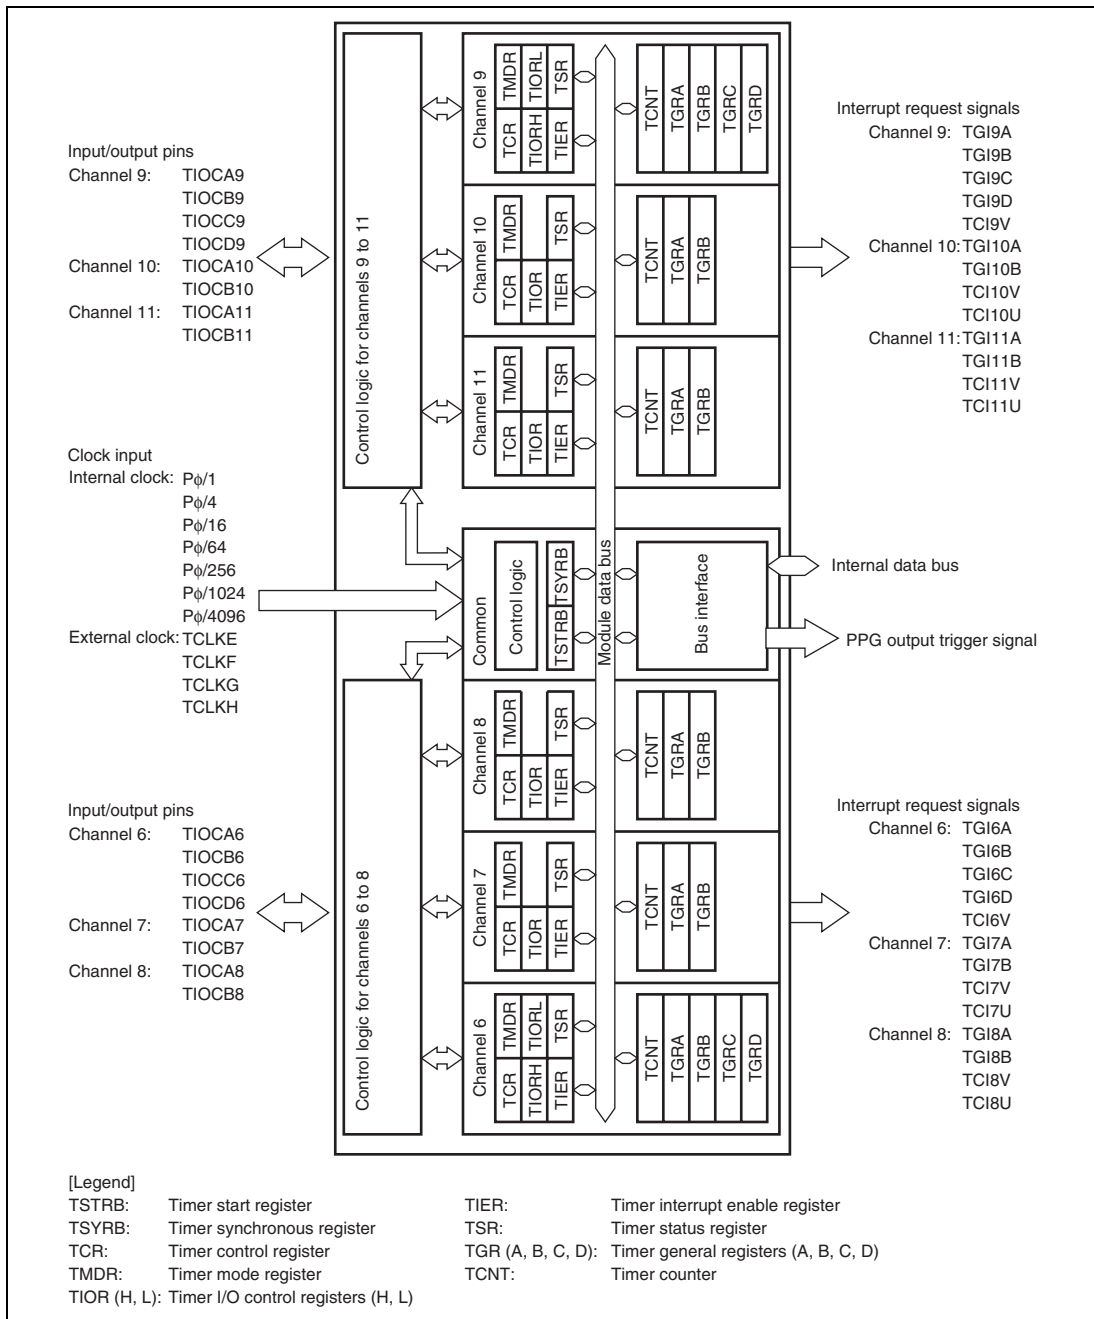 Input/output pins
Channel 9: TIOCA9
TIOCB9
TIOCC9
TIOCD9
Channel 10: TIOCA10
TIOCB10
Channel 11: TIOCA11
TIOCB11
Clock input
Internal clock: Pφ/1
Pφ/4
Pφ/16
Pφ/64
Pφ/256
Pφ/1024
Pφ/4096
External clock: TCLKE
TCLKF
TCLKG
TCLKH
Input/output pins
Channel 6: TIOCA6
TIOCB6
TIOCC6
TIOCD6
Channel 7: TIOCA7
TIOCB7
Channel 8: TIOCA8
TIOCB8
Control logic for channels 9 to 11
Control logic for channels 6 to 8
Channel 9
TMDR TIORL TSR
TCR TIORH TIER
TCNT
TGRA
TGRB
TGRC
TGRD
Channel 10
TMDR TSR
TCR TIOR TIER
TCNT
TGRA
TGRB
Channel 11
TMDR TSR
TCR TIOR TIER
TCNT
TGRA
TGRB
Common
Control logic
TSTRB TSYRB
Module data bus
Bus interface
Channel 8
TMDR TSR
TCR TIOR TIER
TCNT
TGRA
TGRB
Channel 7
TMDR TSR
TCR TIOR TIER
TCNT
TGRA
TGRB
Channel 6
TMDR TIORL TSR
TCR TIORH TIER
TCNT
TGRA
TGRB
TGRC
TGRD
Interrupt request signals
Channel 9: TGI9A
TGI9B
TGI9C
TGI9D
TCI9V
Channel 10: TGI10A
TGI10B
TCI10V
TCI10U
Channel 11: TGI11A
TGI11B
TCI11V
TCI11U
Internal data bus
PPG output trigger signal
Interrupt request signals
Channel 6: TGI6A
TGI6B
TGI6C
TGI6D
TCI6V
Channel 7: TGI7A
TGI7B
TCI7V
TCI7U
Channel 8: TGI8A
TGI8B
TCI8V
TCI8U
[Legend]
TSTRB: Timer start register
TSYRB: Timer synchronous register
TCR: Timer control register
TMDR: Timer mode register
TIOR (H, L): Timer I/O control registers (H, L)
TIER: Timer interrupt enable register
TSR: Timer status register
TGR (A, B, C, D): Timer general registers (A, B, C, D)
TCNT: Timer counter